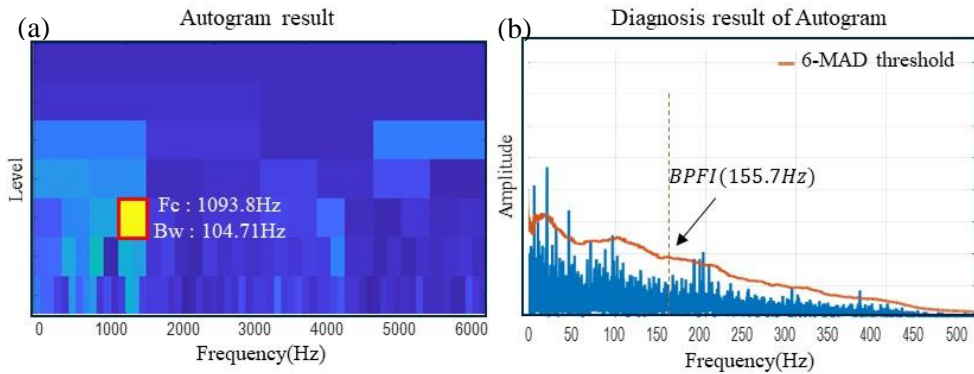 (a)
Autogram result
Level
Fc : 1093.8Hz
Bw : 104.71Hz
0 1000 2000 3000 4000 5000 6000
Frequency(Hz)
(b)
Diagnosis result of Autogram
6-MAD threshold
Amplitude
BPFI(155.7Hz)
0 50 100 150 200 250 300 350 400 450 500
Frequency(Hz)